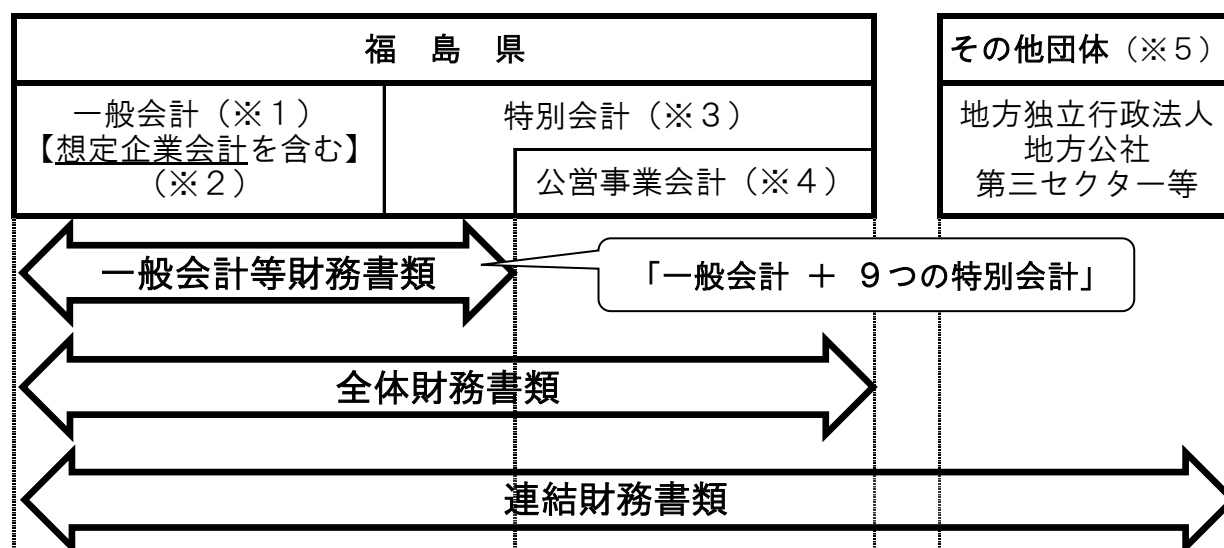 福 島 県
その他団体（※５）
一般会計（※１）
【想定企業会計を含む】
（※２）
特別会計（※３）
公営事業会計（※４）
地方独立行政法人
地方公社
第三セクター等
一般会計等財務書類
「一般会計 ＋ ９つの特別会計」
全体財務書類
連結財務書類